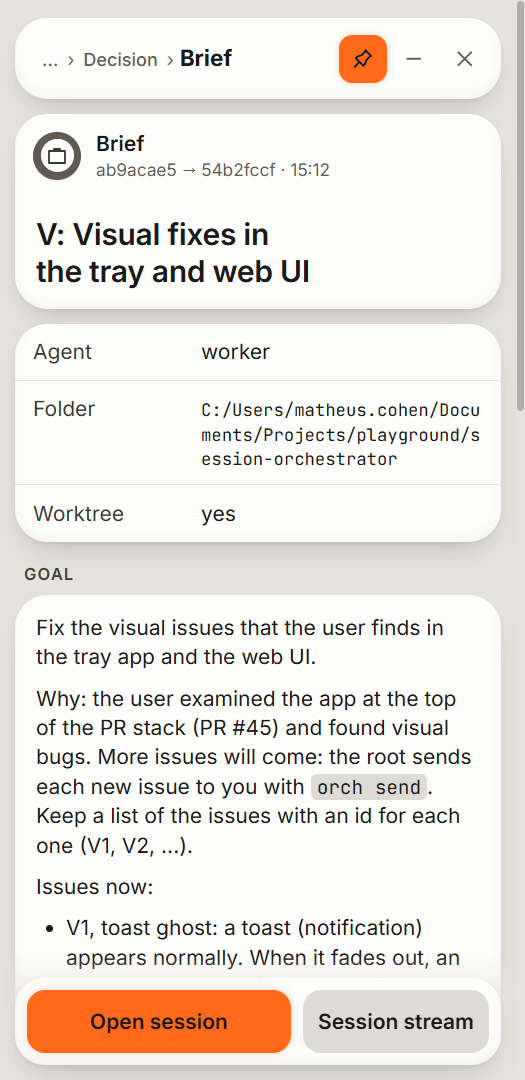 ... › Decision › Brief
Brief
ab9acae5 → 54b2fccf · 15:12
V: Visual fixes in
the tray and web UI
Agent worker
Folder C:/Users/matheus.cohen/Docu
ments/Projects/playground/s
ession-orchestrator
Worktree yes
GOAL
Fix the visual issues that the user finds in
the tray app and the web UI.
Why: the user examined the app at the top
of the PR stack (PR #45) and found visual
bugs. More issues will come: the root sends
each new issue to you with orch send.
Keep a list of the issues with an id for each
one (V1, V2, ...).
Issues now:
• V1, toast ghost: a toast (notification)
appears normally. When it fades out, an
Open session
Session stream